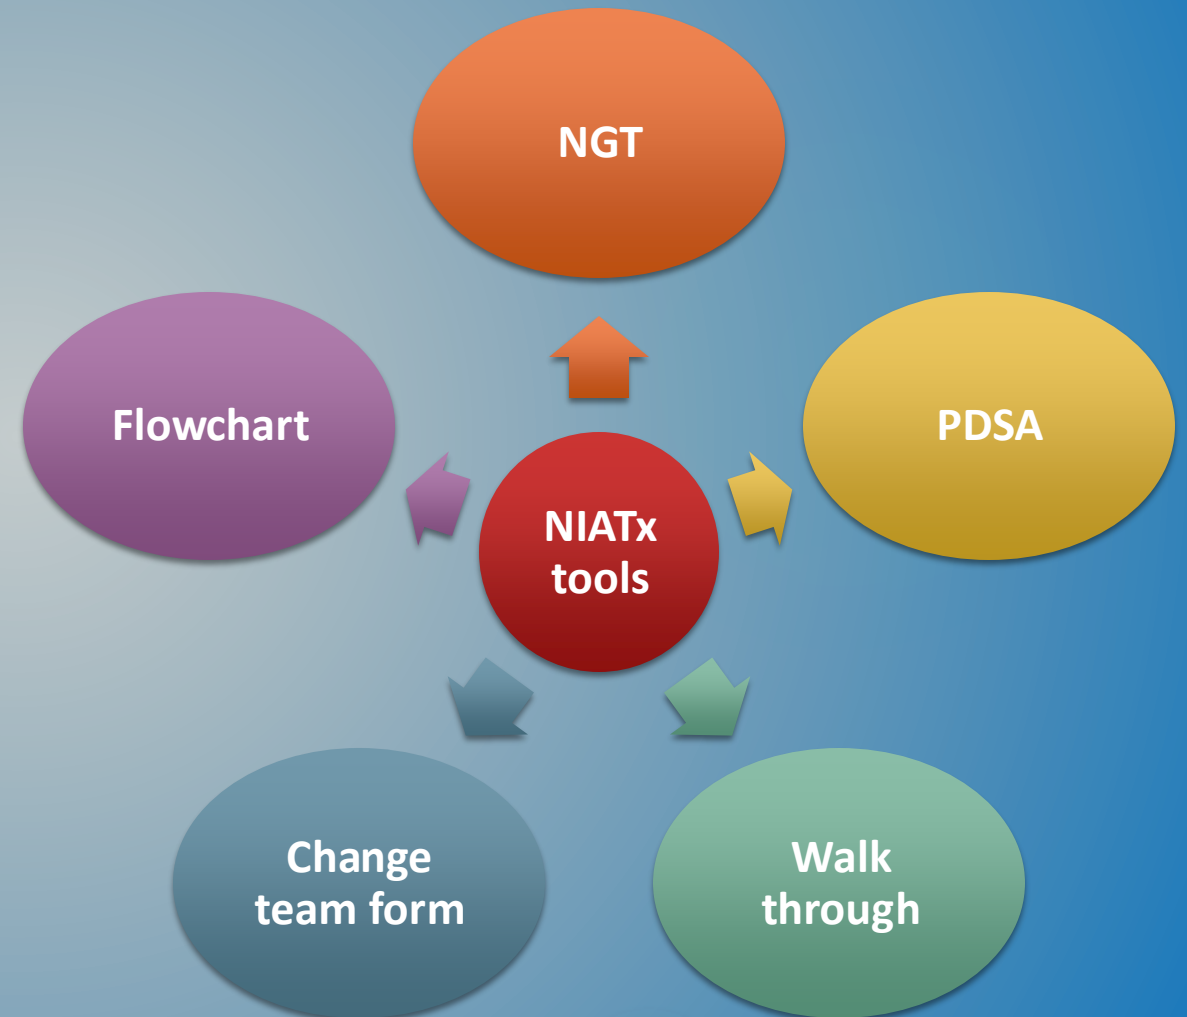 NGT
Flowchart
PDSA
NIATx
tools
Change
team form
Walk
through